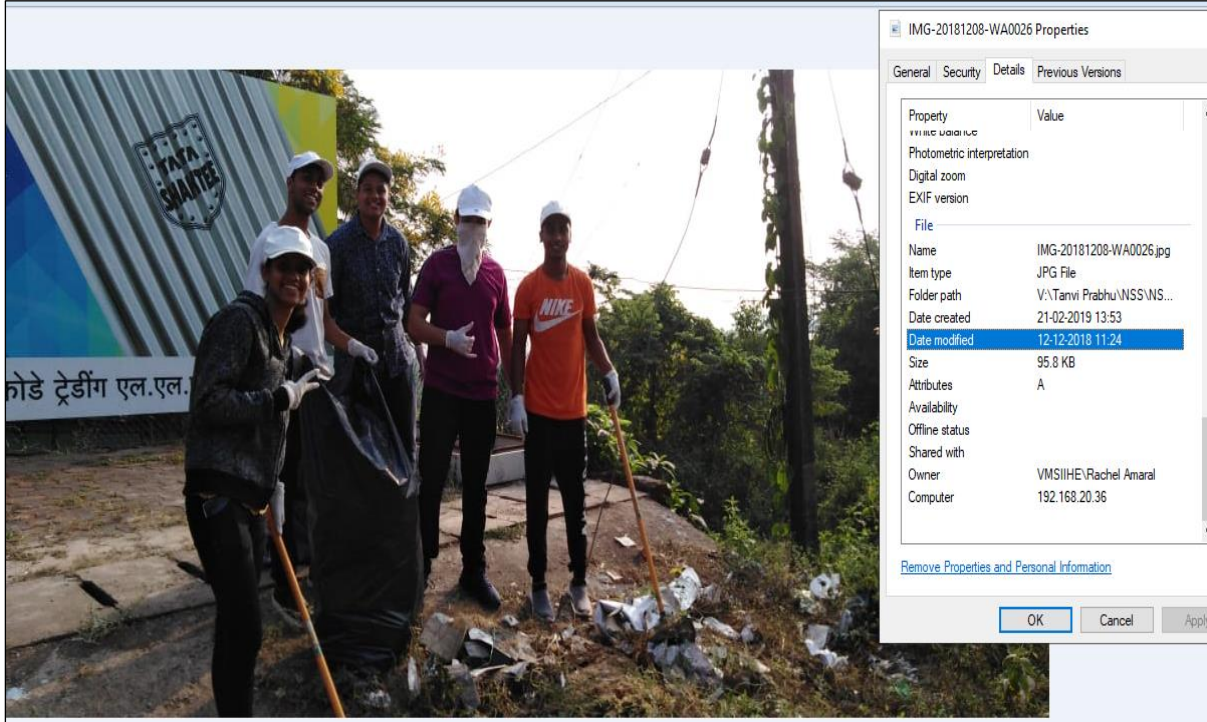 TATA
SHAKTEE
ट्रेडींग एल.एल.
NIKE
IMG-20181208-WA0026 Properties
General Security Details Previous Versions
Property Value
White balance
Photometric interpretation
Digital zoom
EXIF version
File
Name IMG-20181208-WA0026.jpg
Item type JPG File
Folder path V:\Tanvi Prabhu\NSS\NS...
Date created 21-02-2019 13:53
Date modified 12-12-2018 11:24
Size 95.8 KB
Attributes A
Availability
Offline status
Shared with
Owner VMSIIHE\Rachel Amaral
Computer 192.168.20.36
Remove Properties and Personal Information
OK Cancel Apply